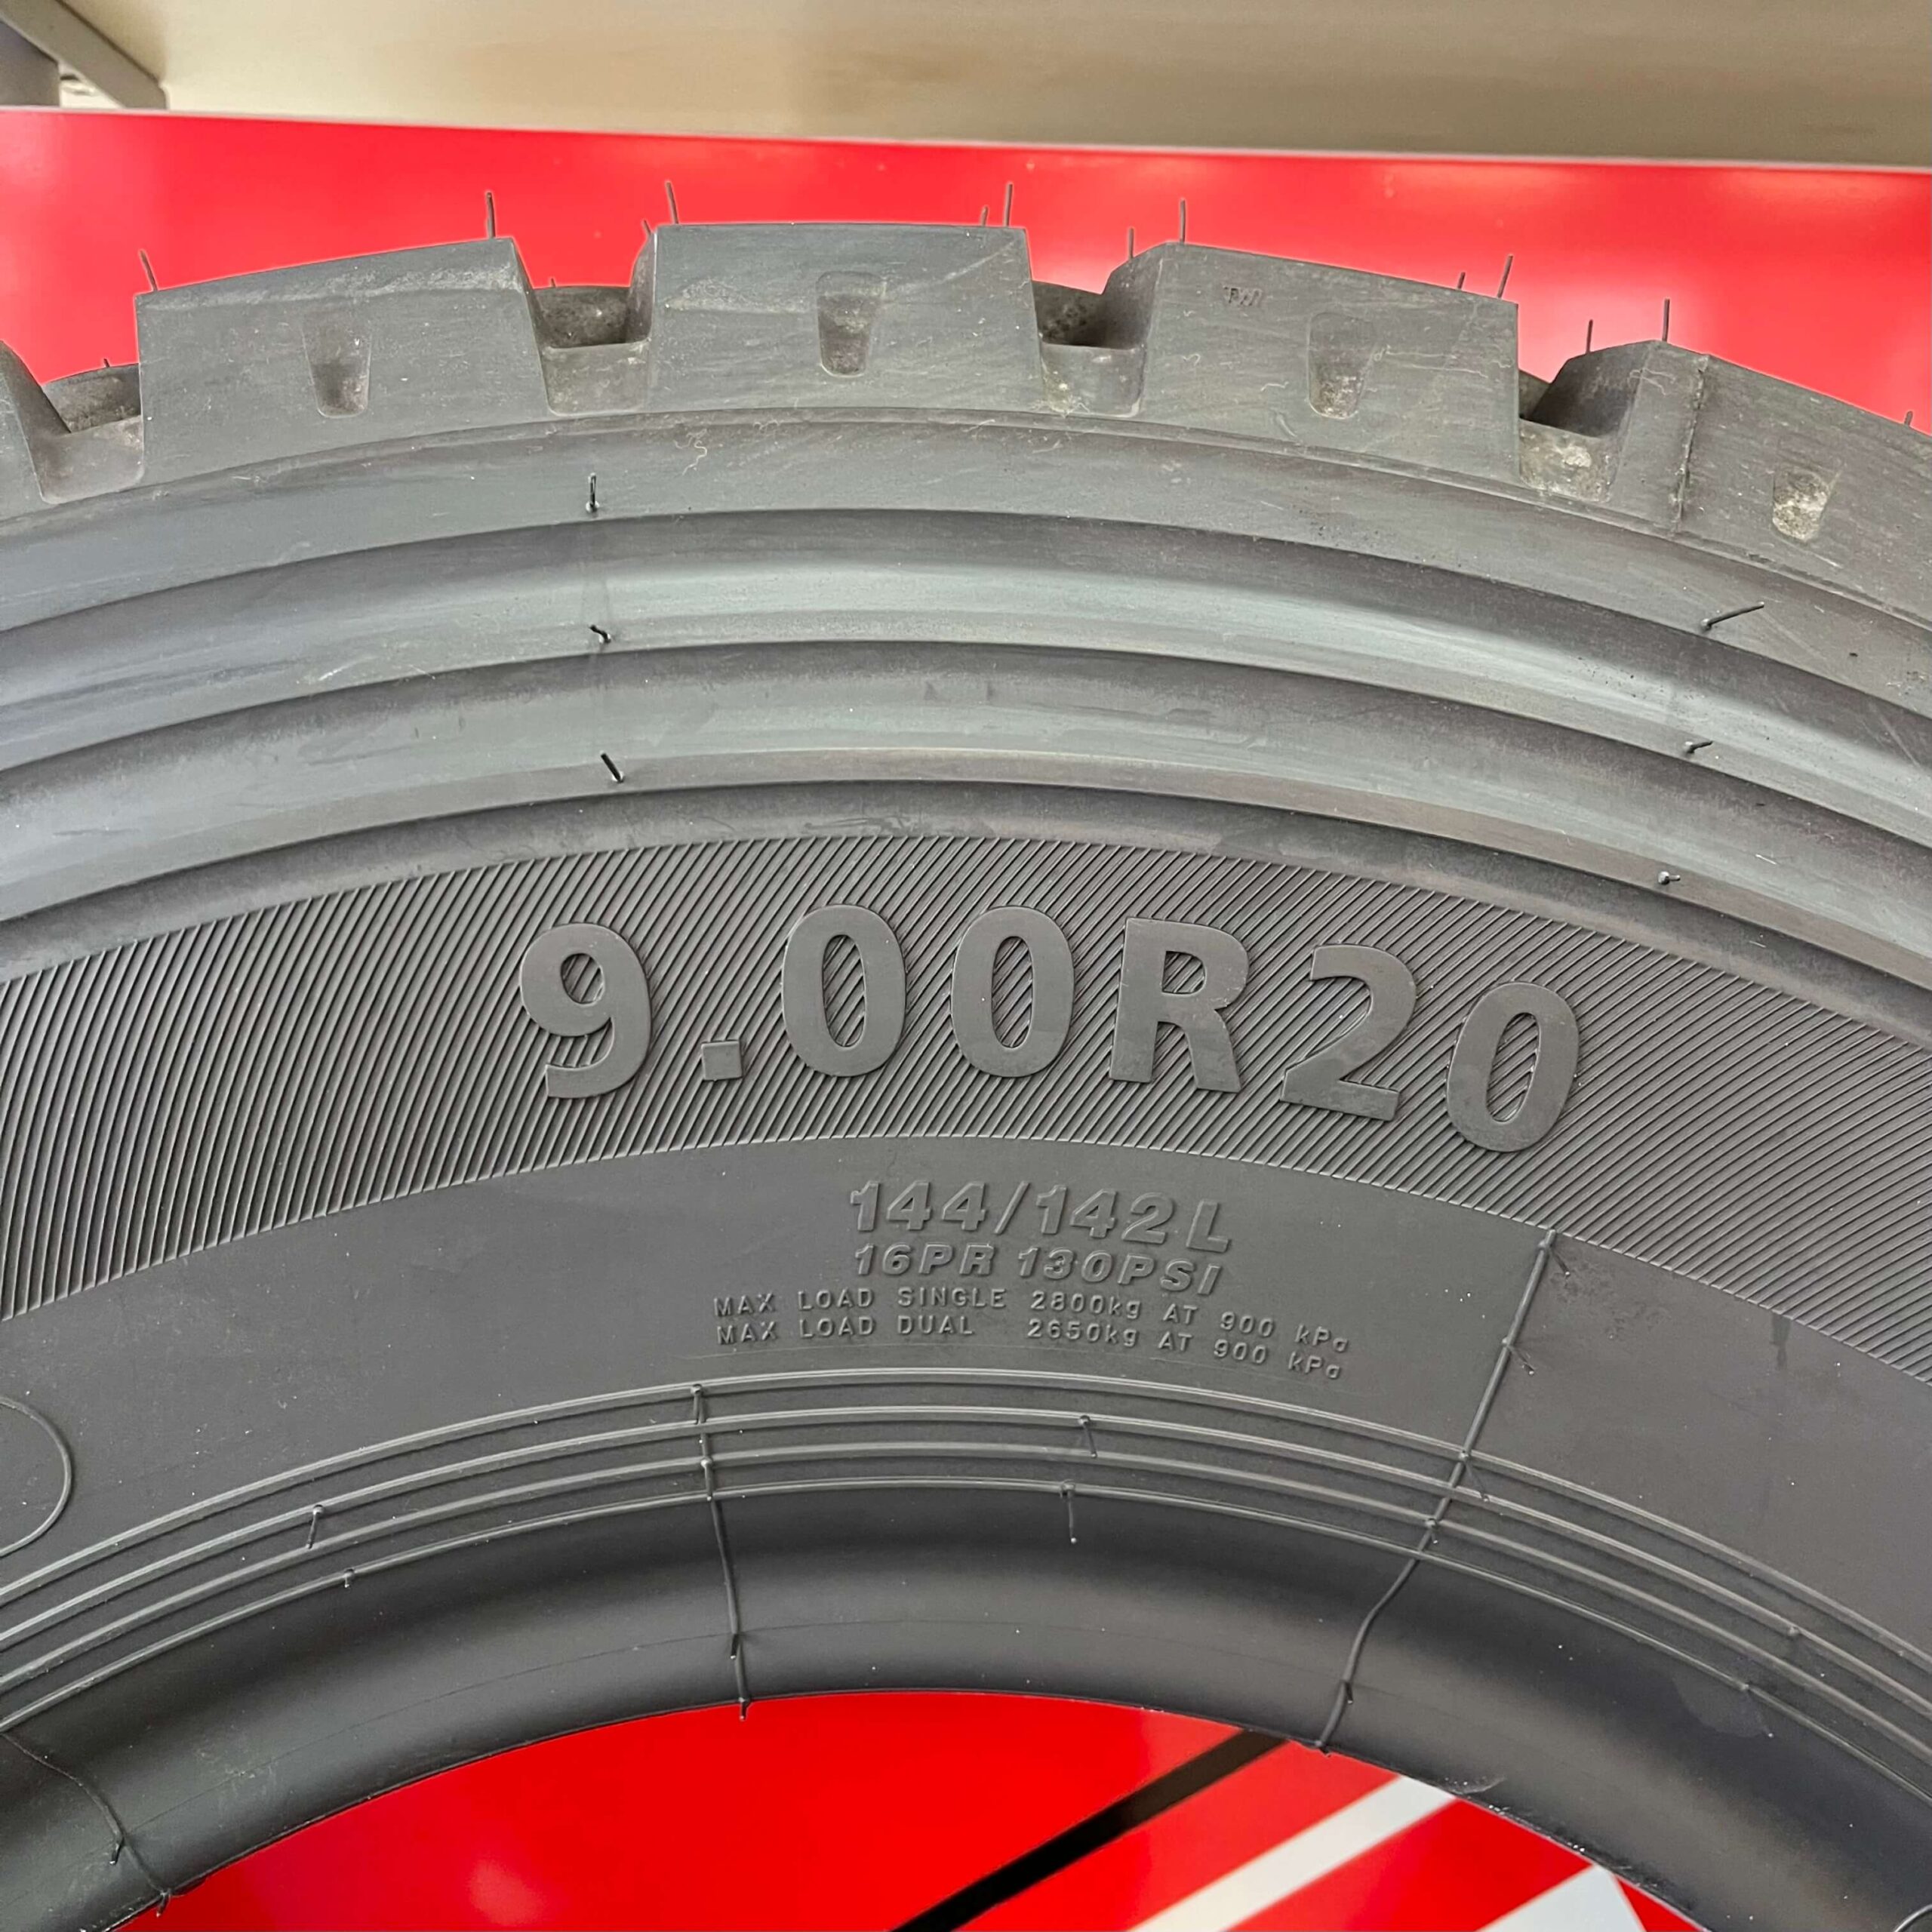 TWI
9.00R20
144/142L
16PR 130PSI
MAX LOAD SINGLE 2800kg AT 900 kPa
MAX LOAD DUAL 2650kg AT 900 kPa